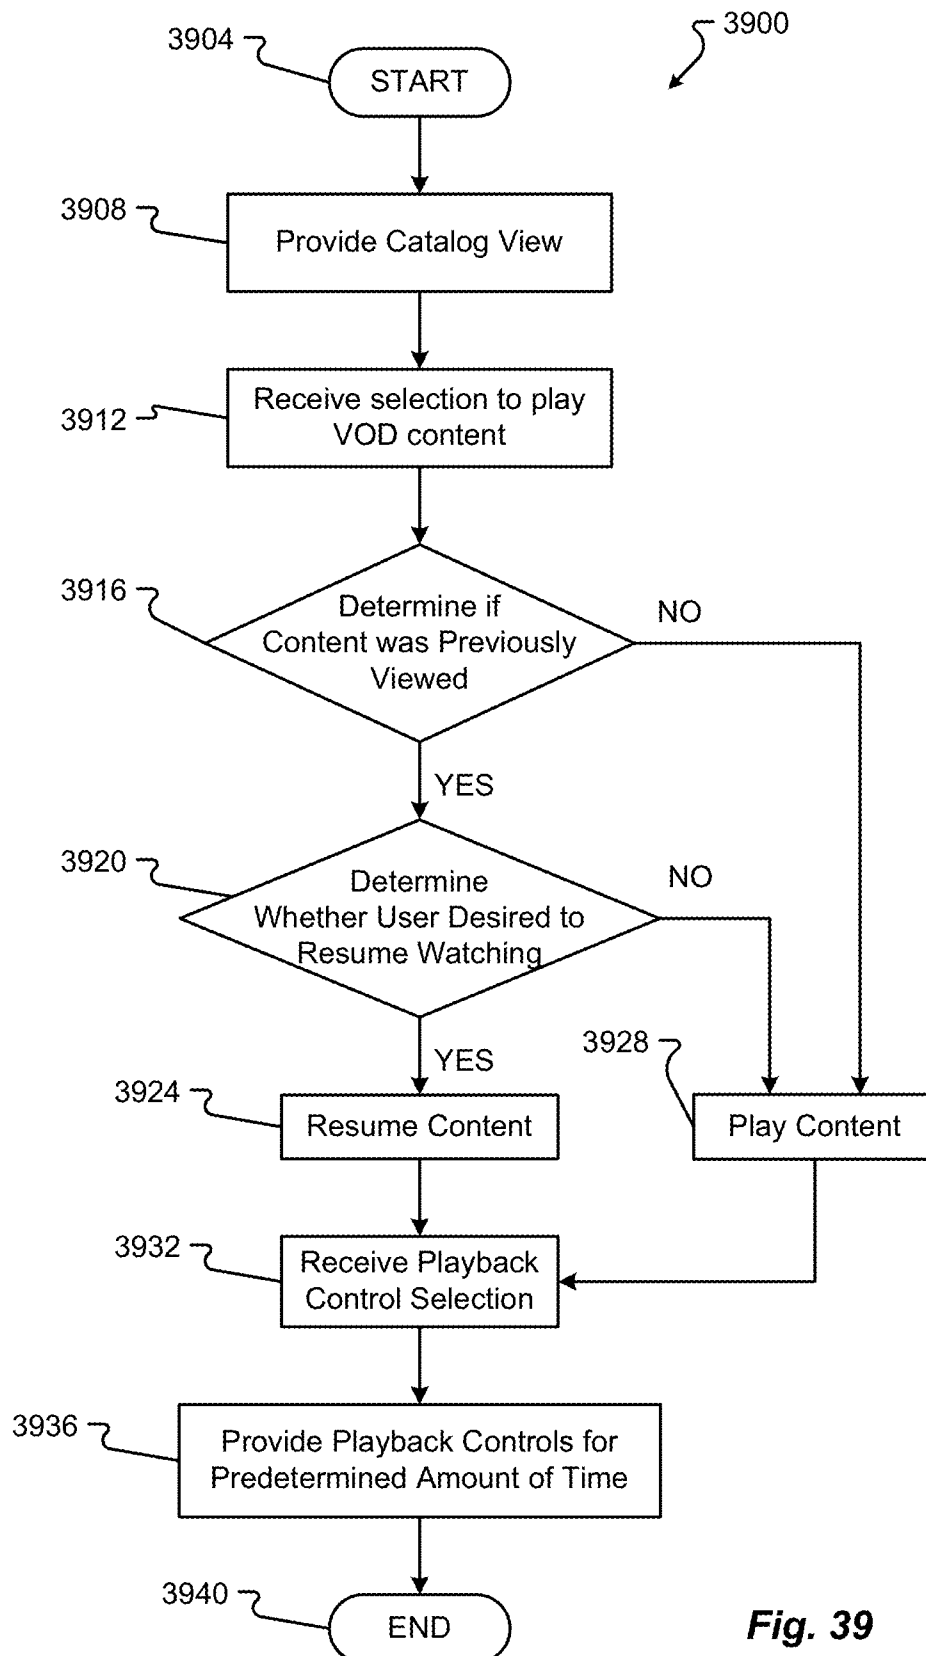 3900
3904
START
3908
Provide Catalog View
3912
Receive selection to play
VOD content
3916
Determine if
Content was Previously
Viewed
NO
YES
3920
Determine
Whether User Desired to
Resume Watching
NO
YES
3924
Resume Content
3928
Play Content
3932
Receive Playback
Control Selection
3936
Provide Playback Controls for
Predetermined Amount of Time
3940
END
Fig. 39